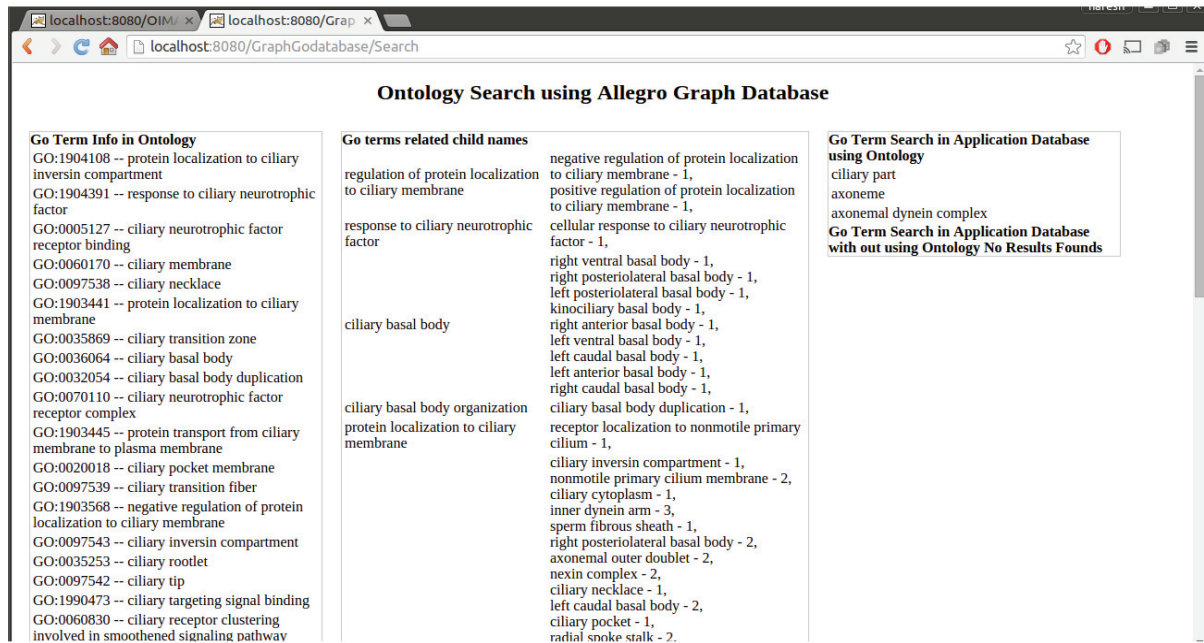 naresh
localhost:8080/OIMA
localhost:8080/Grap
localhost:8080/GraphGodatabase/Search
Ontology Search using Allegro Graph Database
Go Term Info in Ontology
GO:1904108 -- protein localization to ciliary
inversin compartment
GO:1904391 -- response to ciliary neurotrophic
factor
GO:0005127 -- ciliary neurotrophic factor
receptor binding
GO:0060170 -- ciliary membrane
GO:0097538 -- ciliary necklace
GO:1903441 -- protein localization to ciliary
membrane
GO:0035869 -- ciliary transition zone
GO:0036064 -- ciliary basal body
GO:0032054 -- ciliary basal body duplication
GO:0070110 -- ciliary neurotrophic factor
receptor complex
GO:1903445 -- protein transport from ciliary
membrane to plasma membrane
GO:0020018 -- ciliary pocket membrane
GO:0097539 -- ciliary transition fiber
GO:1903568 -- negative regulation of protein
localization to ciliary membrane
GO:0097543 -- ciliary inversin compartment
GO:0035253 -- ciliary rootlet
GO:0097542 -- ciliary tip
GO:1990473 -- ciliary targeting signal binding
GO:0060830 -- ciliary receptor clustering
involved in smoothened signaling pathway
Go terms related child names
regulation of protein localization
to ciliary membrane
negative regulation of protein localization
to ciliary membrane - 1,
positive regulation of protein localization
to ciliary membrane - 1,
response to ciliary neurotrophic
factor
cellular response to ciliary neurotrophic
factor - 1,
ciliary basal body
right ventral basal body - 1,
right posteriolateral basal body - 1,
left posteriolateral basal body - 1,
kinociliary basal body - 1,
right anterior basal body - 1,
left ventral basal body - 1,
left caudal basal body - 1,
left anterior basal body - 1,
right caudal basal body - 1,
ciliary basal body organization
ciliary basal body duplication - 1,
protein localization to ciliary
membrane
receptor localization to nonmotile primary
cilium - 1,
ciliary inversin compartment - 1,
nonmotile primary cilium membrane - 2,
ciliary cytoplasm - 1,
inner dynein arm - 3,
sperm fibrous sheath - 1,
right posteriolateral basal body - 2,
axonemal outer doublet - 2,
nexin complex - 2,
ciliary necklace - 1,
left caudal basal body - 2,
ciliary pocket - 1,
radial spoke stalk - 2,
Go Term Search in Application Database
using Ontology
ciliary part
axoneme
axonemal dynein complex
Go Term Search in Application Database
with out using Ontology No Results Founds